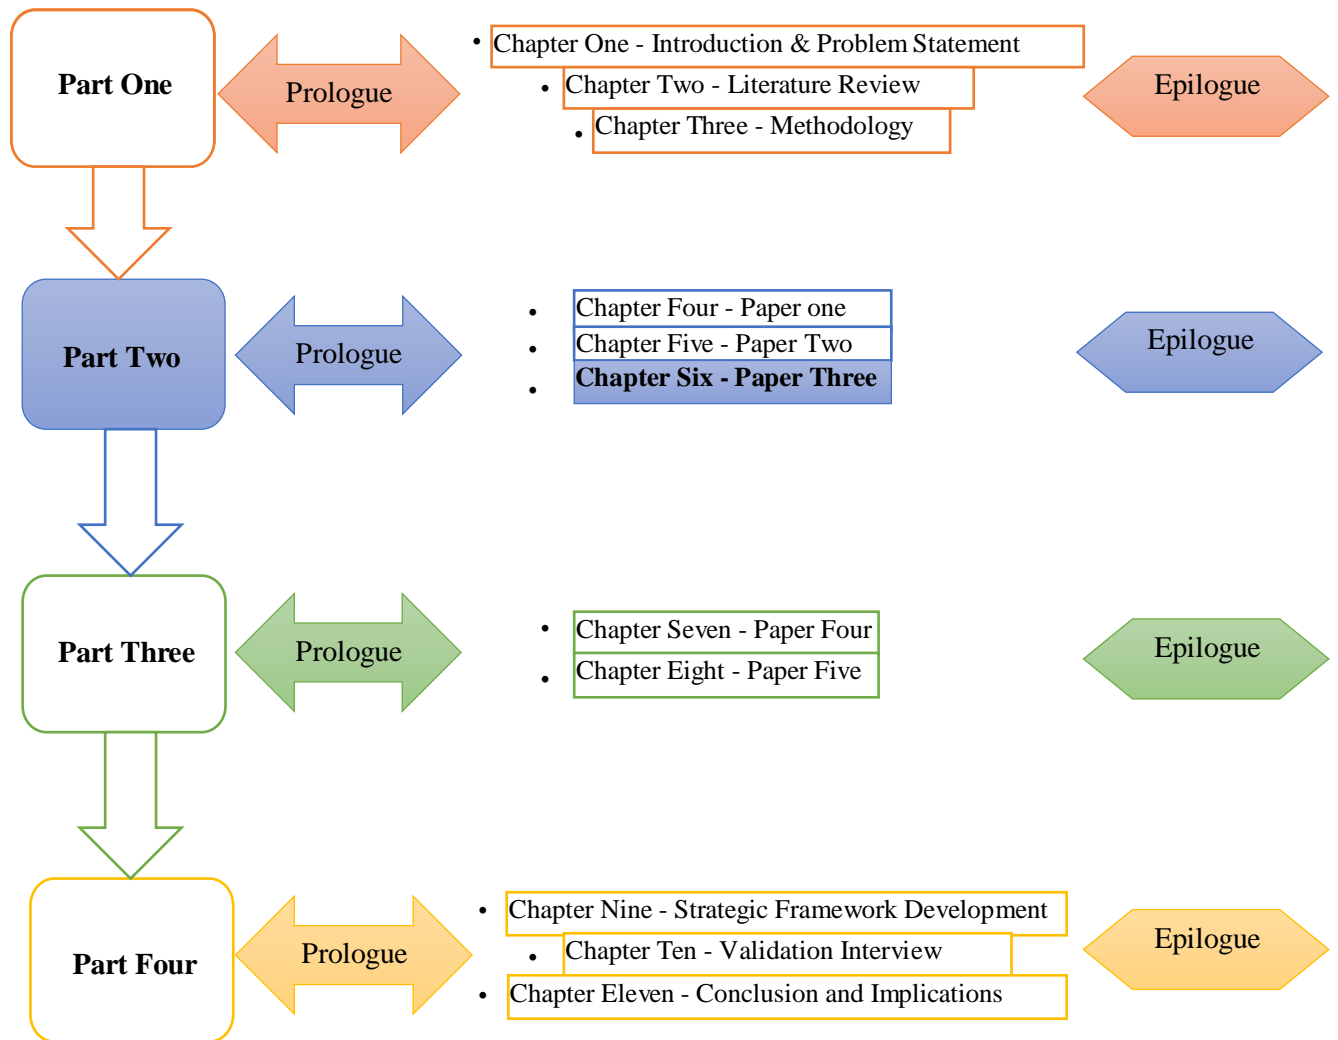 Part One
Prologue
• Chapter One - Introduction & Problem Statement
• Chapter Two - Literature Review
• Chapter Three - Methodology
Epilogue
Part Two
Prologue
• Chapter Four - Paper one
• Chapter Five - Paper Two
• Chapter Six - Paper Three
Epilogue
Part Three
Prologue
• Chapter Seven - Paper Four
• Chapter Eight - Paper Five
Epilogue
Part Four
Prologue
• Chapter Nine - Strategic Framework Development
• Chapter Ten - Validation Interview
• Chapter Eleven - Conclusion and Implications
Epilogue